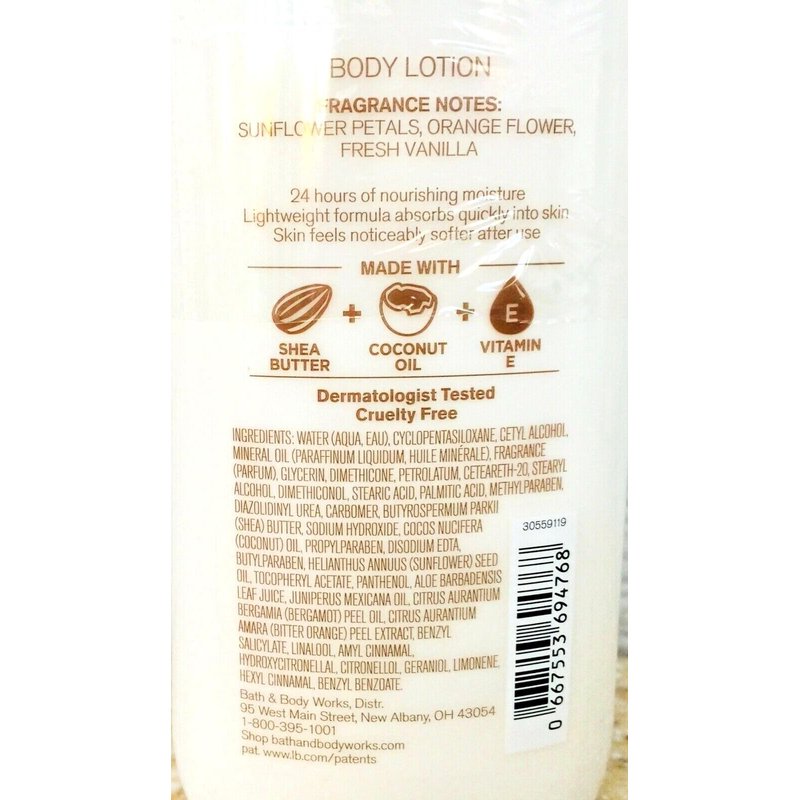 BODY LOTION
FRAGRANCE NOTES:
SUNFLOWER PETALS, ORANGE FLOWER,
FRESH VANILLA
24 hours of nourishing moisture
Lightweight formula absorbs quickly into skin
Skin feels noticeably softer after use
MADE WITH
SHEA BUTTER + COCONUT OIL + E VITAMIN E
Dermatologist Tested
Cruelty Free
INGREDIENTS: WATER (AQUA, EAU), CYCLOPENTASILOXANE, CETYL ALCOHOL,
MINERAL OIL (PARAFFINUM LIQUIDUM, HUILE MINÉRALE), FRAGRANCE
(PARFUM), GLYCERIN, DIMETHICONE, PETROLATUM, CETEARETH-20, STEARYL
ALCOHOL, DIMETHICONOL, STEARIC ACID, PALMITIC ACID, METHYLPARABEN,
DIAZOLIDINYL UREA, CARBOMER, BUTYROSPERMUM PARKII
(SHEA) BUTTER, SODIUM HYDROXIDE, COCOS NUCIFERA
(COCONUT) OIL, PROPYLPARABEN, DISODIUM EDTA,
BUTYLPARABEN, HELIANTHUS ANNUUS (SUNFLOWER) SEED
OIL, TOCOPHERYL ACETATE, PANTHENOL, ALOE BARBADENSIS
LEAF JUICE, JUNIPERUS MEXICANA OIL, CITRUS AURANTIUM
BERGAMIA (BERGAMOT) PEEL OIL, CITRUS AURANTIUM
AMARA (BITTER ORANGE) PEEL EXTRACT, BENZYL
SALICYLATE, LINALOOL, AMYL CINNAMAL,
HYDROXYCITRONELLAL, CITRONELLOL, GERANIOL, LIMONENE,
HEXYL CINNAMAL, BENZYL BENZOATE.
Bath & Body Works, Distr.
95 West Main Street, New Albany, OH 43054
1-800-395-1001
Shop bathandbodyworks.com
pat. www.lb.com/patents
30559119
0 667553 694768